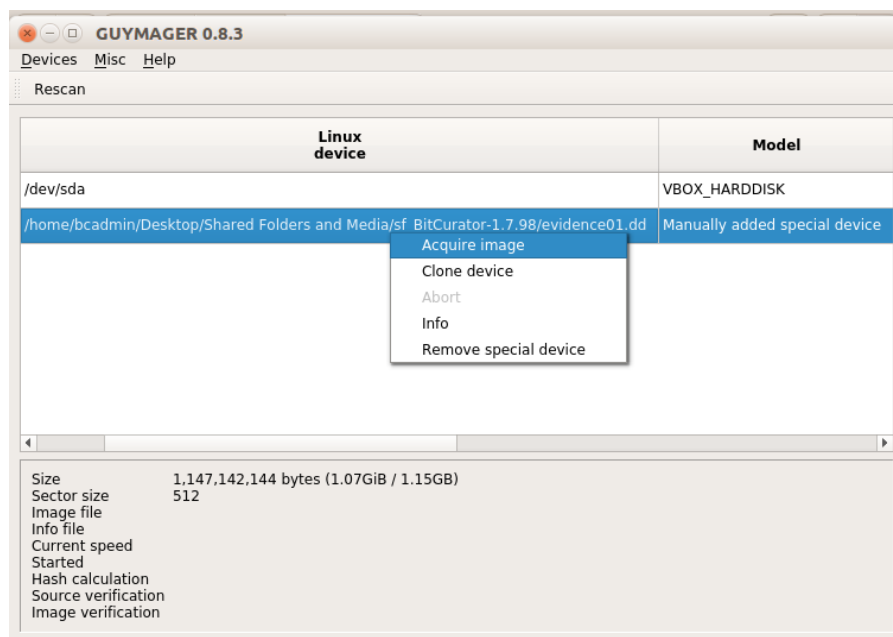 GUYMAGER 0.8.3
Devices Misc Help
Rescan
Linux
device
Model
/dev/sda
VBOX_HARDDISK
/home/bcadmin/Desktop/Shared Folders and Media/sf_BitCurator-1.7.98/evidence01.dd
Manually added special device
Acquire image
Clone device
Abort
Info
Remove special device
Size 1,147,142,144 bytes (1.07GiB / 1.15GB)
Sector size 512
Image file
Info file
Current speed
Started
Hash calculation
Source verification
Image verification